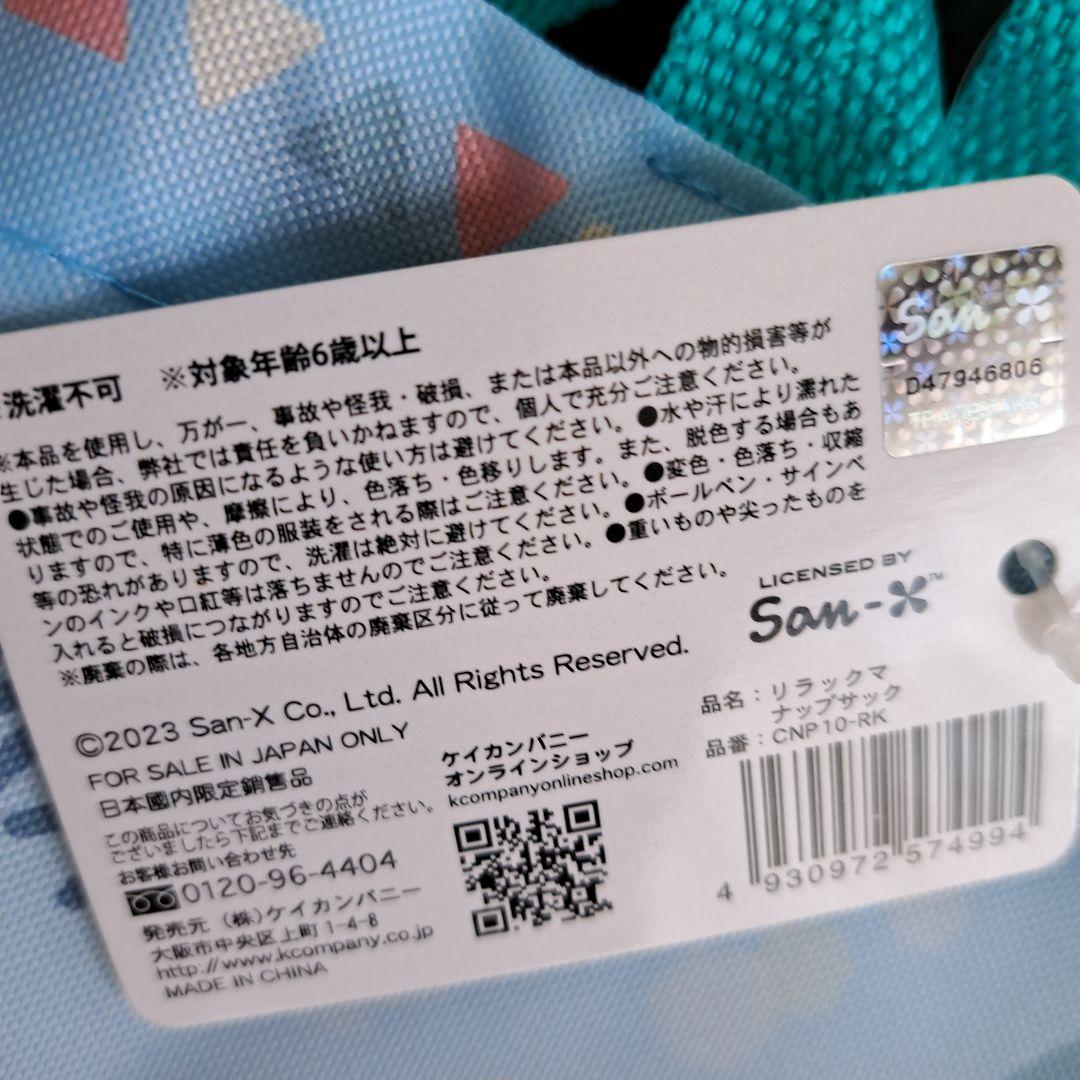 洗濯不可 ※対象年齢6歳以上
※本品を使用し、万が一、事故や怪我・破損、または本品以外への物的損害等が
生じた場合、弊社では責任を負いかねますので、個人で充分ご注意ください。
●事故や怪我の原因になるような使い方は避けてください。●水や汗により濡れた
状態でのご使用や、摩擦により、色落ち・色移りします。また、脱色する場合もあ
りますので、特に薄色の服装をされる際はご注意ください。●変色・色落ち・収縮
等の恐れがありますので、洗濯は絶対に避けてください。●ボールペン・サインペ
ンのインクや口紅等は落ちませんのでご注意ください。●重いものや尖ったものを
入れると破損につながりますのでご注意ください。
※廃棄の際は、各地方自治体の廃棄区分に従って廃棄してください。
San-X
D47946806
TRADEMARK
LICENSED BY
San-X™
©2023 San-X Co., Ltd. All Rights Reserved.
FOR SALE IN JAPAN ONLY
日本國内限定銷售品
この商品についてお気づきの点が
ございましたら下記までご連絡ください。
お客様お問い合わせ先
0120-96-4404
発売元 (株)ケイカンパニー
大阪市中央区上町1-4-8
http://www.kcompany.co.jp
MADE IN CHINA
ケイカンパニー
オンラインショップ
kcompanyonlineshop.com
品名：リラックマ
ナップサック
品番：CNP10-RK
4 930972 574994